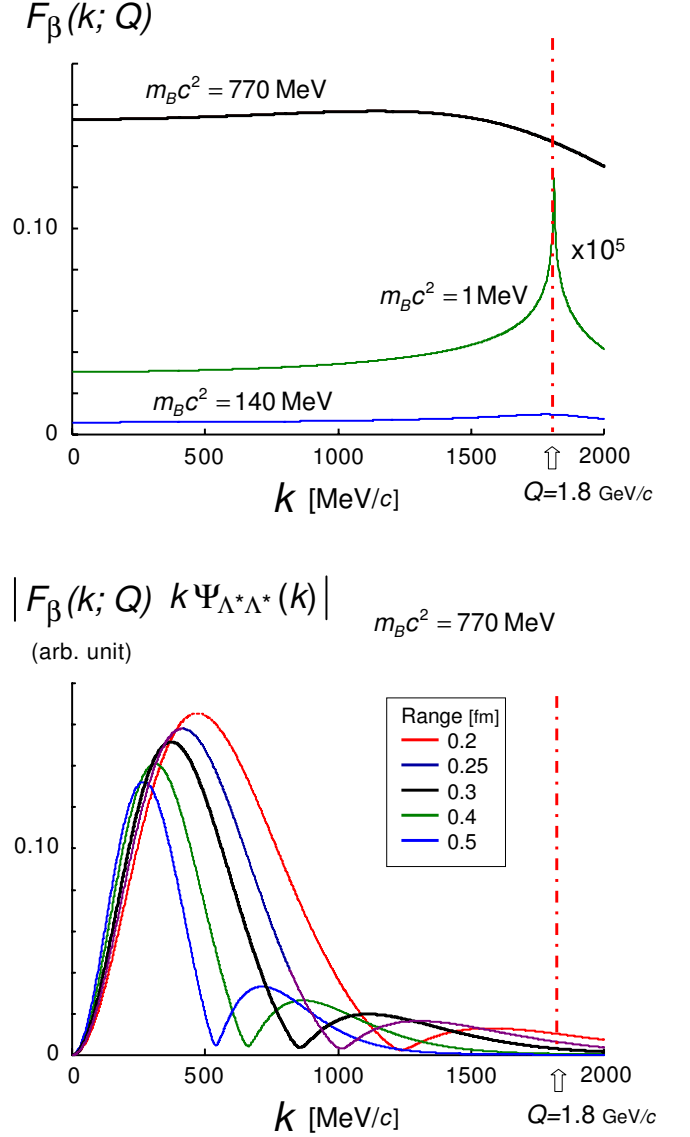 Fβ(k; Q)
mBc² = 770 MeV
0.10
x10⁵
mBc² = 1 MeV
mBc² = 140 MeV
0
0 500 1000 1500 2000
k [MeV/c]
Q=1.8 GeV/c
|Fβ(k; Q) kΨΛ*Λ*(k)|
mBc² = 770 MeV
(arb. unit)
Range [fm]
0.2
0.25
0.3
0.4
0.5
0.10
0
0 500 1000 1500 2000
k [MeV/c]
Q=1.8 GeV/c